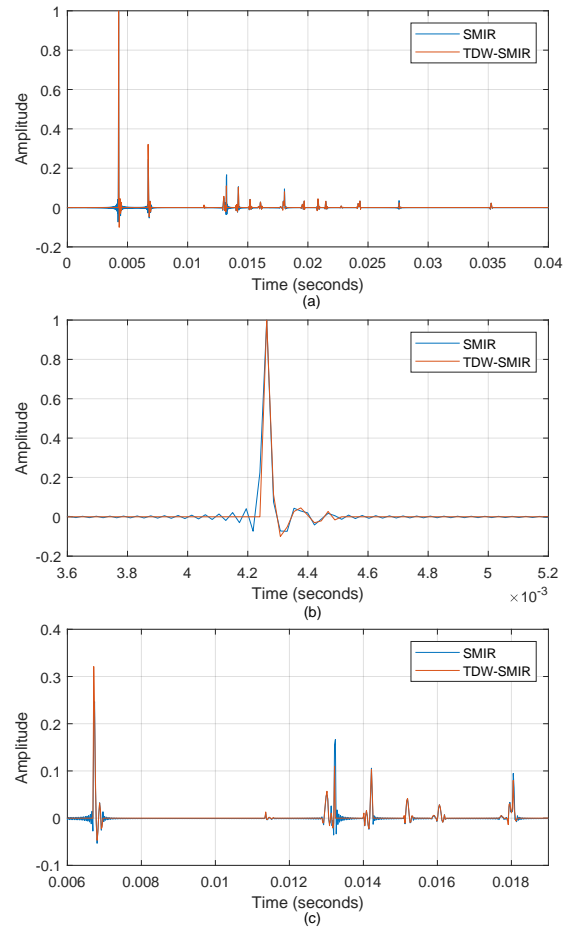 1
0.8
0.6
0.4
0.2
0
-0.2
Amplitude
SMIR
TDW-SMIR
0 0.005 0.01 0.015 0.02 0.025 0.03 0.035 0.04
Time (seconds)
(a)
1
0.8
0.6
0.4
0.2
0
-0.2
Amplitude
SMIR
TDW-SMIR
3.6 3.8 4 4.2 4.4 4.6 4.8 5 5.2
Time (seconds)
×10⁻³
(b)
0.4
0.3
0.2
0.1
0
-0.1
Amplitude
SMIR
TDW-SMIR
0.006 0.008 0.01 0.012 0.014 0.016 0.018
Time (seconds)
(c)